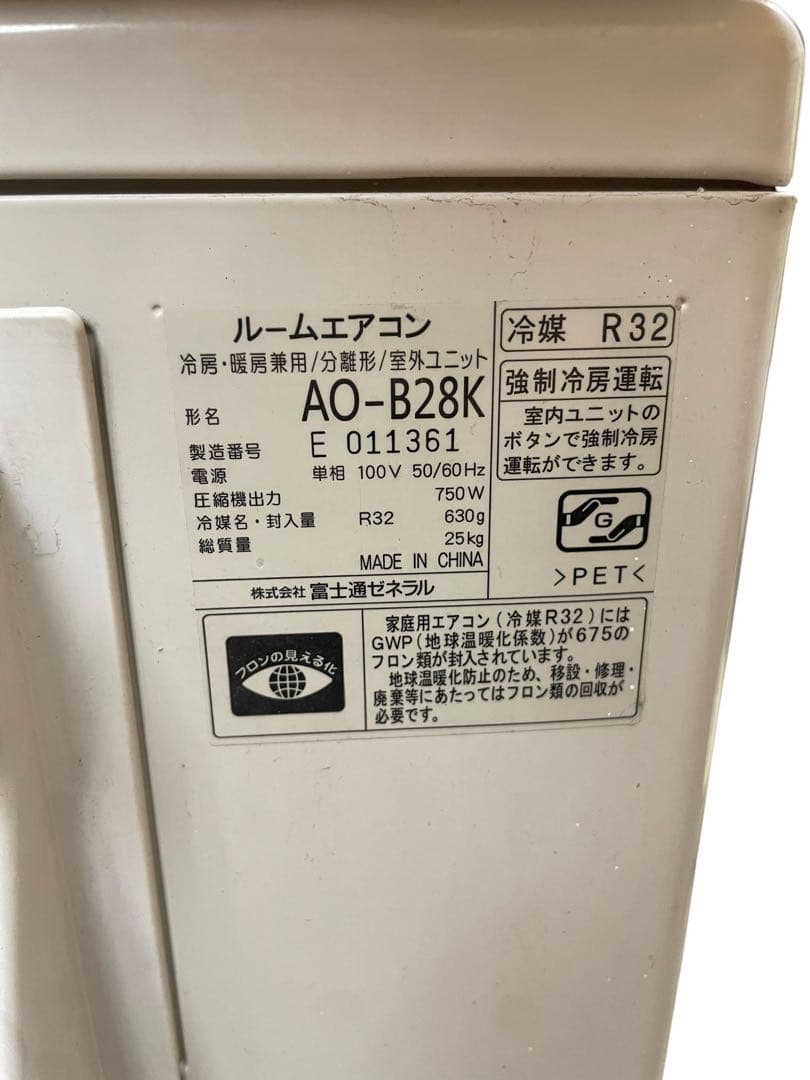 ルームエアコン
冷房・暖房兼用/分離形/室外ユニット
形名 AO-B28K
製造番号 E 011361
電源 単相 100V 50/60Hz
圧縮機出力 750W
冷媒名・封入量 R32 630g
総質量 25kg
MADE IN CHINA
株式会社 富士通ゼネラル
冷媒 R32
強制冷房運転
室内ユニットの
ボタンで強制冷房
運転ができます。
G
>PET<
フロンの見える化
家庭用エアコン(冷媒R32)には
GWP(地球温暖化係数)が675の
フロン類が封入されています。
地球温暖化防止のため、移設・修理・
廃棄等にあたってはフロン類の回収が
必要です。